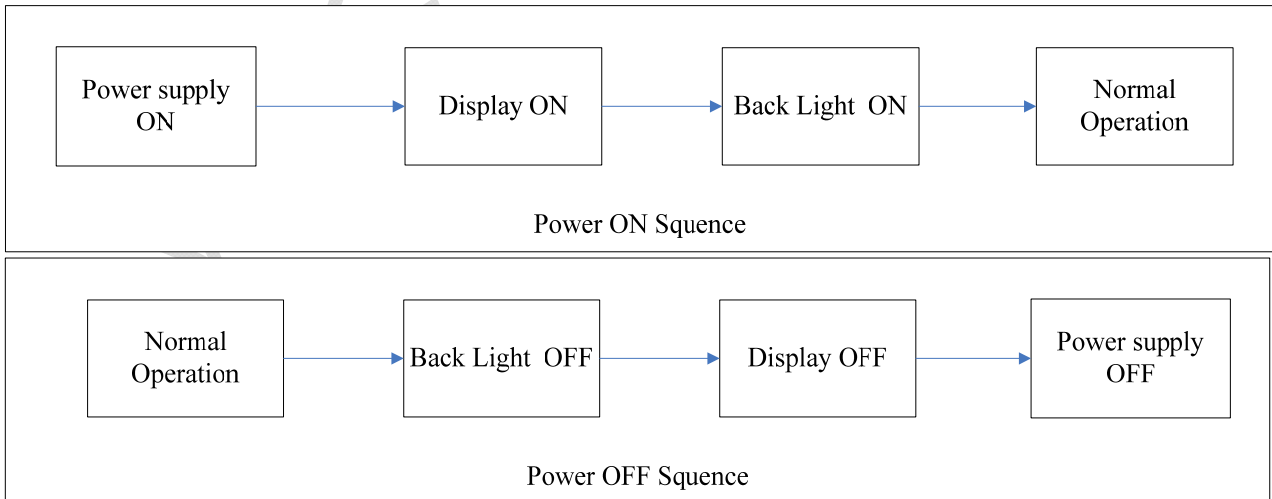 Power supply
ON
Display ON
Back Light ON
Normal
Operation
Power ON Squence
Normal
Operation
Back Light OFF
Display OFF
Power supply
OFF
Power OFF Squence